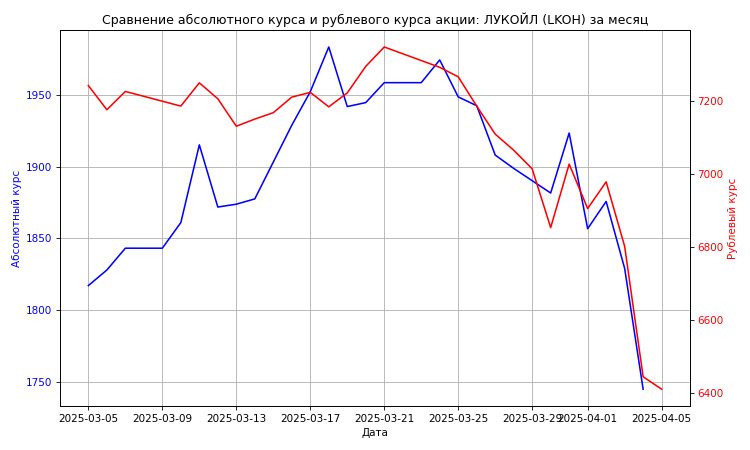 Сравнение абсолютного курса и рублевого курса акции: ЛУКОЙЛ (LKOH) за месяц
Абсолютный курс
1950
1900
1850
1800
1750
7200
7000
6800
6600
6400
Рублевый курс
2025-03-05 2025-03-09 2025-03-13 2025-03-17 2025-03-21 2025-03-25 2025-03-29 2025-04-01 2025-04-05
Дата